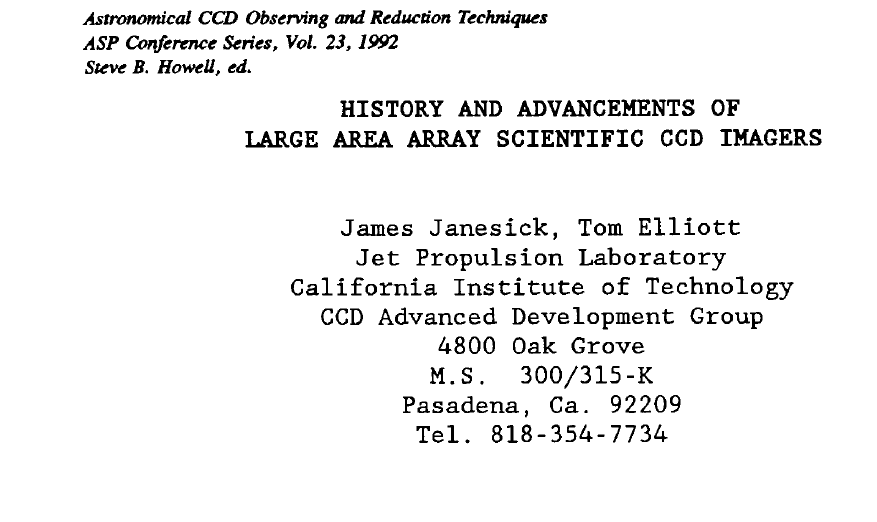 Astronomical CCD Observing and Reduction Techniques
ASP Conference Series, Vol. 23, 1992
Steve B. Howell, ed.
HISTORY AND ADVANCEMENTS OF
LARGE AREA ARRAY SCIENTIFIC CCD IMAGERS
James Janesick, Tom Elliott
Jet Propulsion Laboratory
California Institute of Technology
CCD Advanced Development Group
4800 Oak Grove
M.S. 300/315-K
Pasadena, Ca. 92209
Tel. 818-354-7734